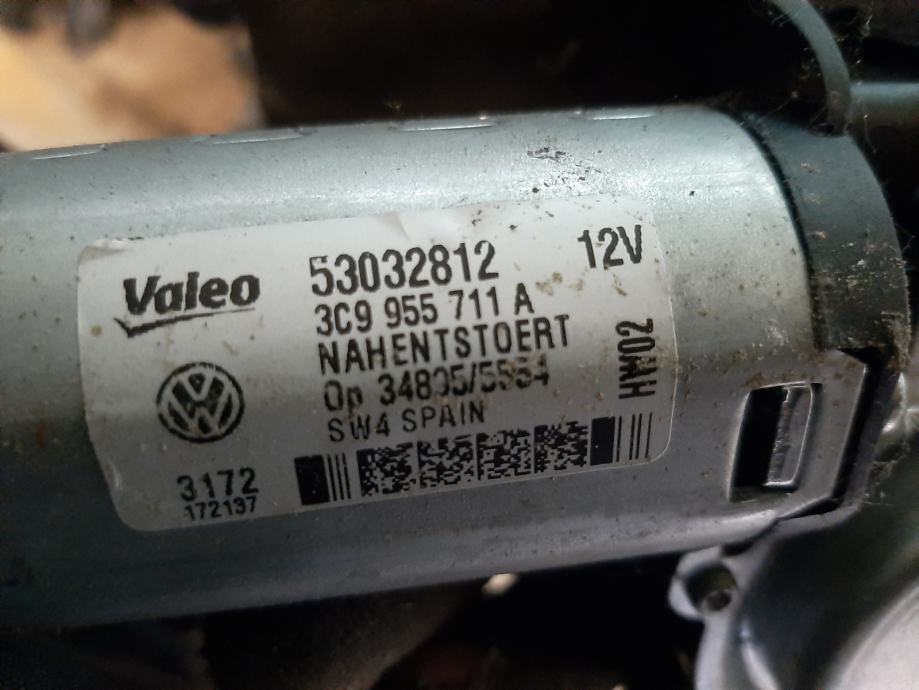 Valeo
53032812 12V
3C9 955 711 A
NAHENTSTOERT
HW02
SW4 SPAIN
3172
172137